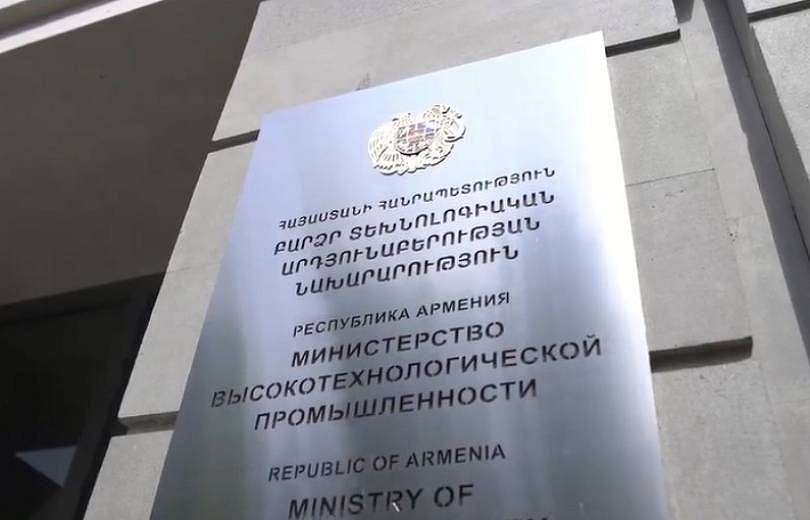 ՀԱՅԱՍՏԱՆԻ ՀԱՆՐԱՊԵՏՈՒԹՅՈՒՆ
ԲԱՐՁՐ ՏԵԽՆՈԼՈԳԻԱԿԱՆ
ԱՐԴՅՈՒՆԱԲԵՐՈՒԹՅԱՆ
ՆԱԽԱՐԱՐՈՒԹՅՈՒՆ
РЕСПУБЛИКА АРМЕНИЯ
МИНИСТЕРСТВО
ВЫСОКОТЕХНОЛОГИЧЕСКОЙ
ПРОМЫШЛЕННОСТИ
REPUBLIC OF ARMENIA
MINISTRY OF